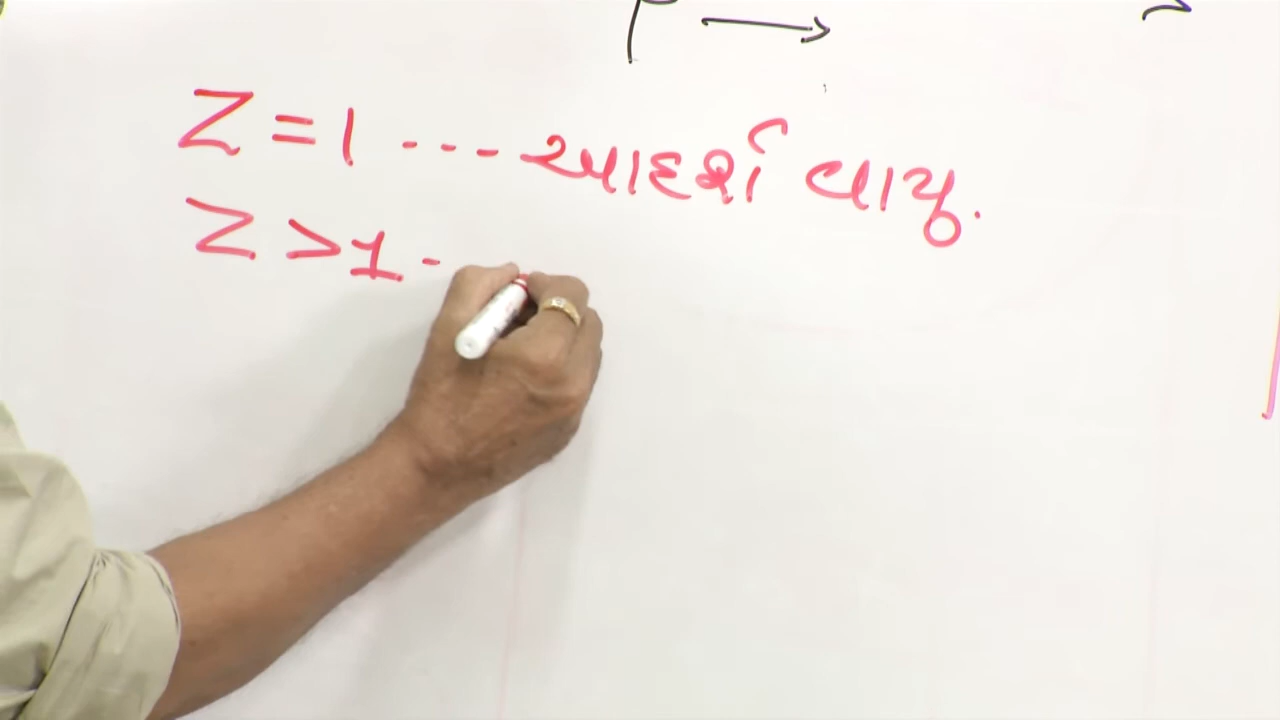 P →
Z = 1 --- આદર્શ વાયુ.
Z > 1 -